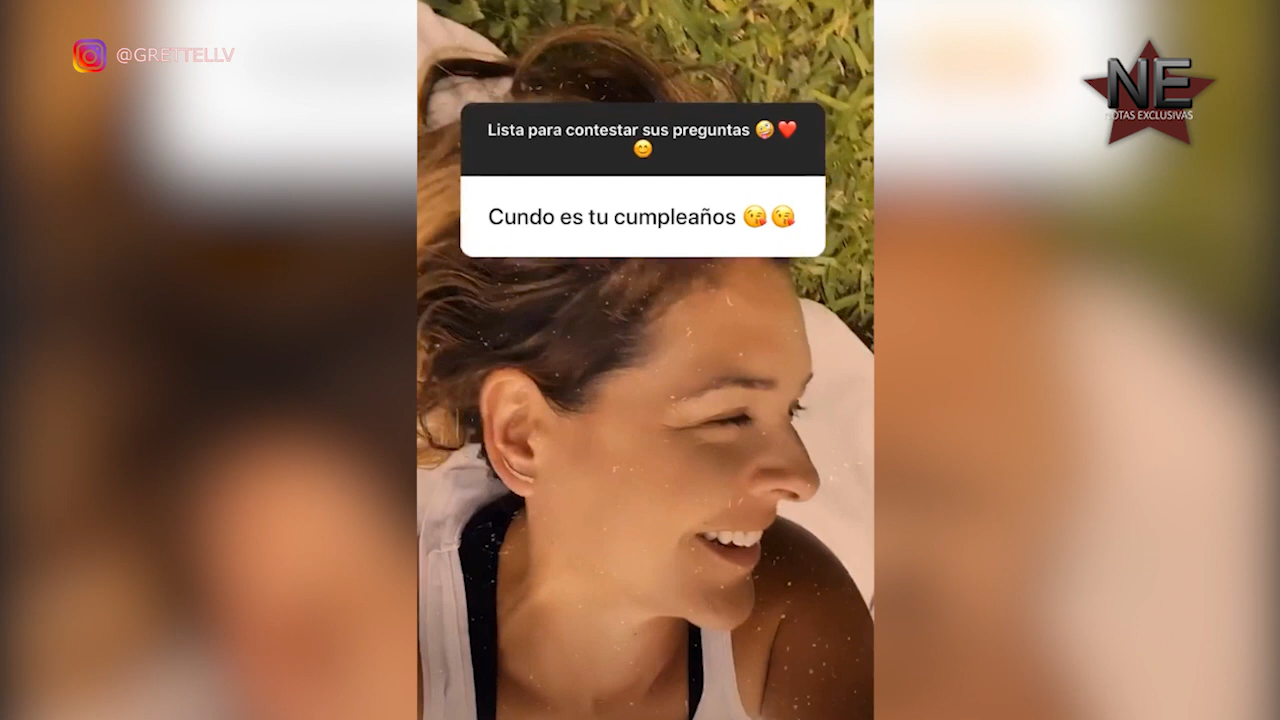 @GRETTELLV
NE
NOTAS EXCLUSIVAS
Lista para contestar sus preguntas 🤪❤️
😊
Cundo es tu cumpleaños 😘😘